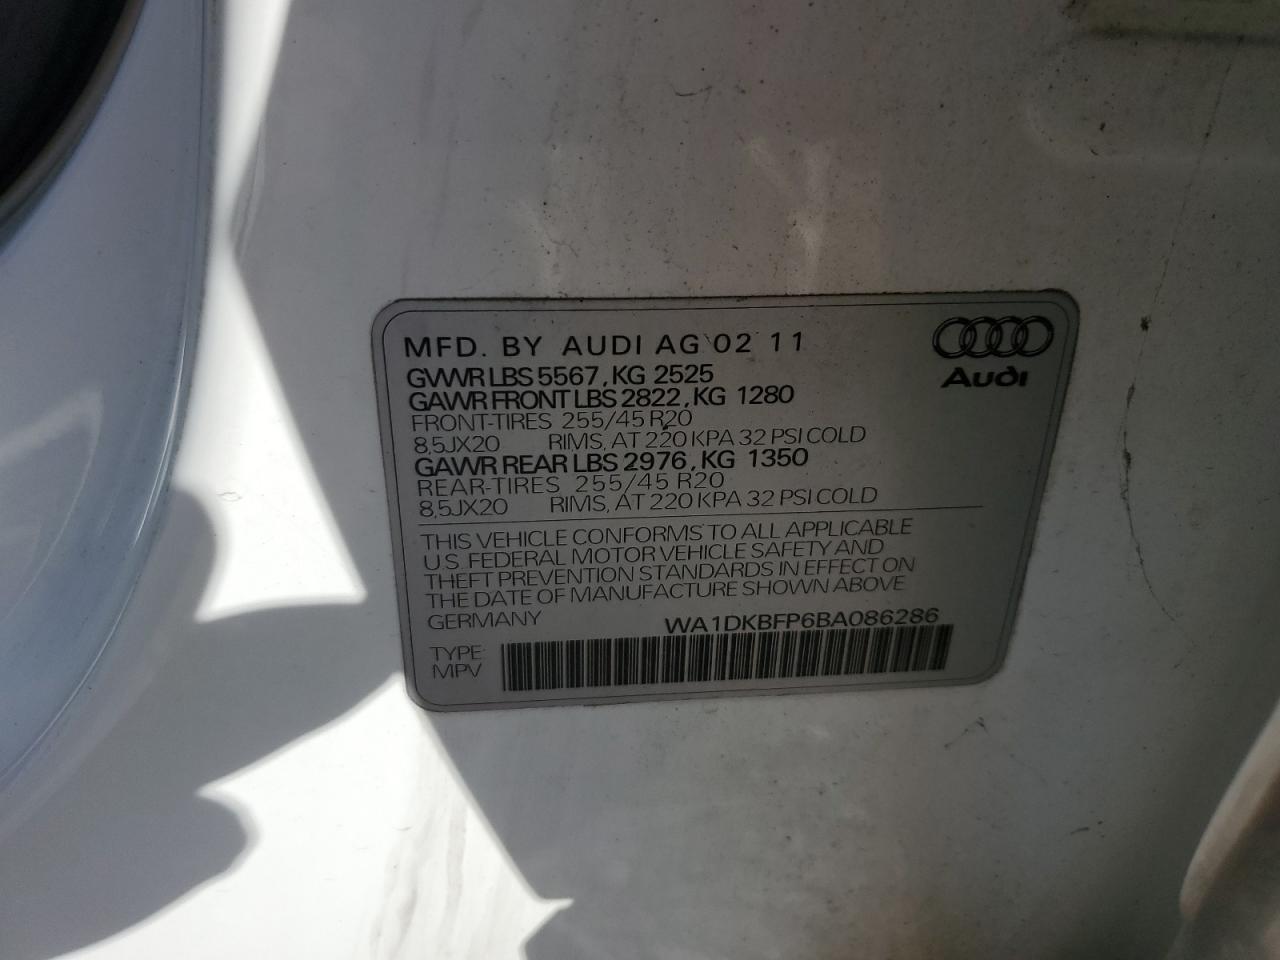 MFD. BY AUDI AG 02 11
Audi
GVWR LBS 5567, KG 2525
GAWR FRONT LBS 2822, KG 1280
FRONT-TIRES 255/45 R20
8,5JX20 RIMS, AT 220 KPA 32 PSI COLD
GAWR REAR LBS 2976, KG 1350
REAR-TIRES 255/45 R20
8,5JX20 RIMS, AT 220 KPA 32 PSI COLD
THIS VEHICLE CONFORMS TO ALL APPLICABLE
U.S. FEDERAL MOTOR VEHICLE SAFETY AND
THEFT PREVENTION STANDARDS IN EFFECT ON
THE DATE OF MANUFACTURE SHOWN ABOVE
GERMANY WA1DKBFP6BA086286
TYPE:
MPV